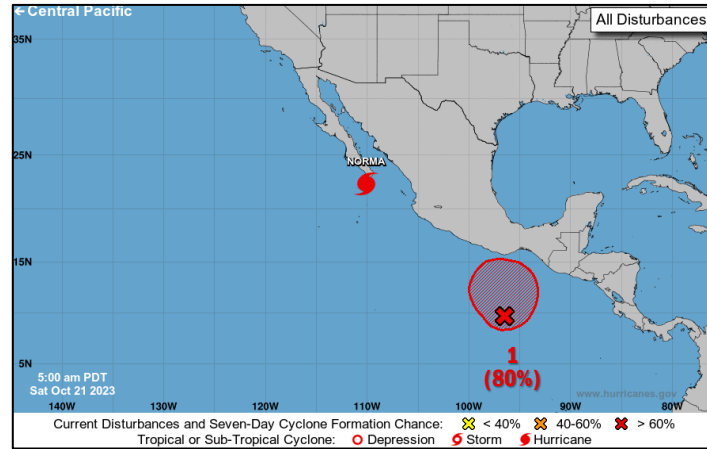 ← Central Pacific
All Disturbances
35N
25N
15N
5N
NORMA
1
(80%)
5:00 am PDT
Sat Oct 21 2023
www.hurricanes.gov
140W 130W 120W 110W 100W 90W 80W
Current Disturbances and Seven-Day Cyclone Formation Chance: < 40% 40-60% > 60%
Tropical or Sub-Tropical Cyclone: Depression Storm Hurricane